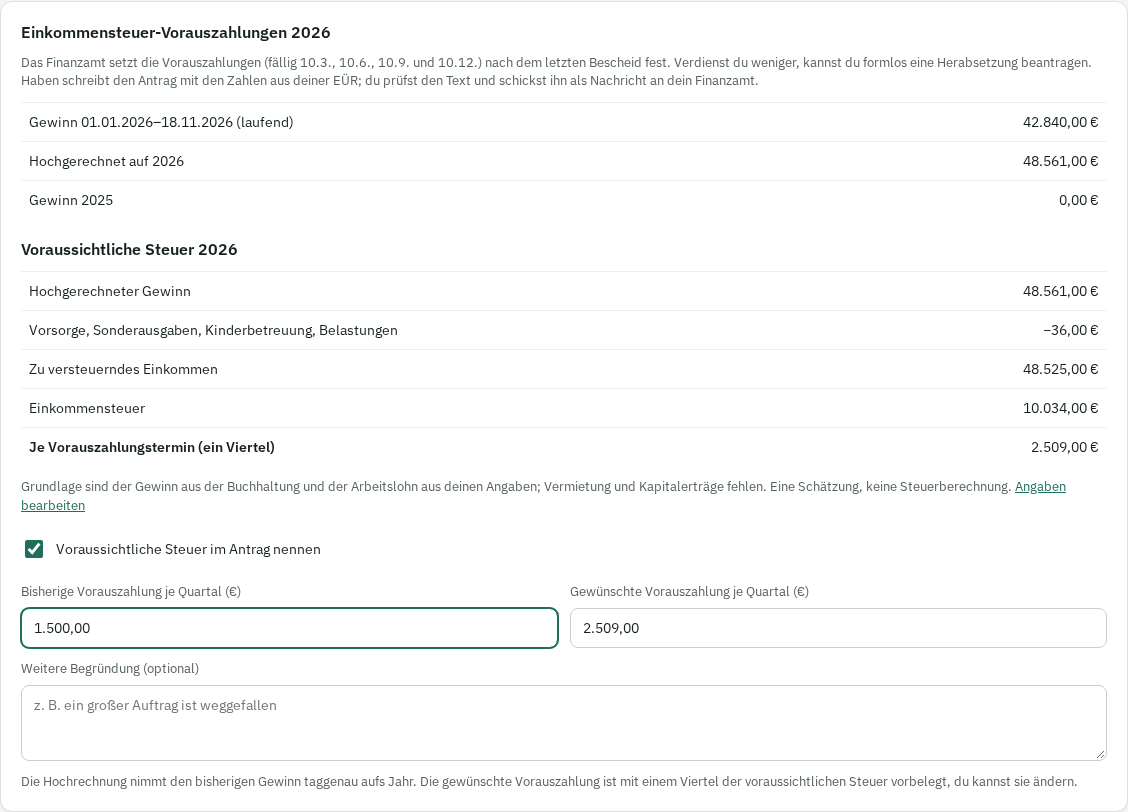 Einkommensteuer-Vorauszahlungen 2026
Das Finanzamt setzt die Vorauszahlungen (fällig 10.3., 10.6., 10.9. und 10.12.) nach dem letzten Bescheid fest. Verdienst du weniger, kannst du formlos eine Herabsetzung beantragen.
Haben schreibt den Antrag mit den Zahlen aus deiner EÜR; du prüfst den Text und schickst ihn als Nachricht an dein Finanzamt.
Gewinn 01.01.2026–18.11.2026 (laufend) 42.840,00 €
Hochgerechnet auf 2026 48.561,00 €
Gewinn 2025 0,00 €
Voraussichtliche Steuer 2026
Hochgerechneter Gewinn 48.561,00 €
Vorsorge, Sonderausgaben, Kinderbetreuung, Belastungen −36,00 €
Zu versteuerndes Einkommen 48.525,00 €
Einkommensteuer 10.034,00 €
Je Vorauszahlungstermin (ein Viertel) 2.509,00 €
Grundlage sind der Gewinn aus der Buchhaltung und der Arbeitslohn aus deinen Angaben; Vermietung und Kapitalerträge fehlen. Eine Schätzung, keine Steuerberechnung. Angaben
bearbeiten
Voraussichtliche Steuer im Antrag nennen
Bisherige Vorauszahlung je Quartal (€) Gewünschte Vorauszahlung je Quartal (€)
1.500,00 2.509,00
Weitere Begründung (optional)
z. B. ein großer Auftrag ist weggefallen
Die Hochrechnung nimmt den bisherigen Gewinn taggenau aufs Jahr. Die gewünschte Vorauszahlung ist mit einem Viertel der voraussichtlichen Steuer vorbelegt, du kannst sie ändern.